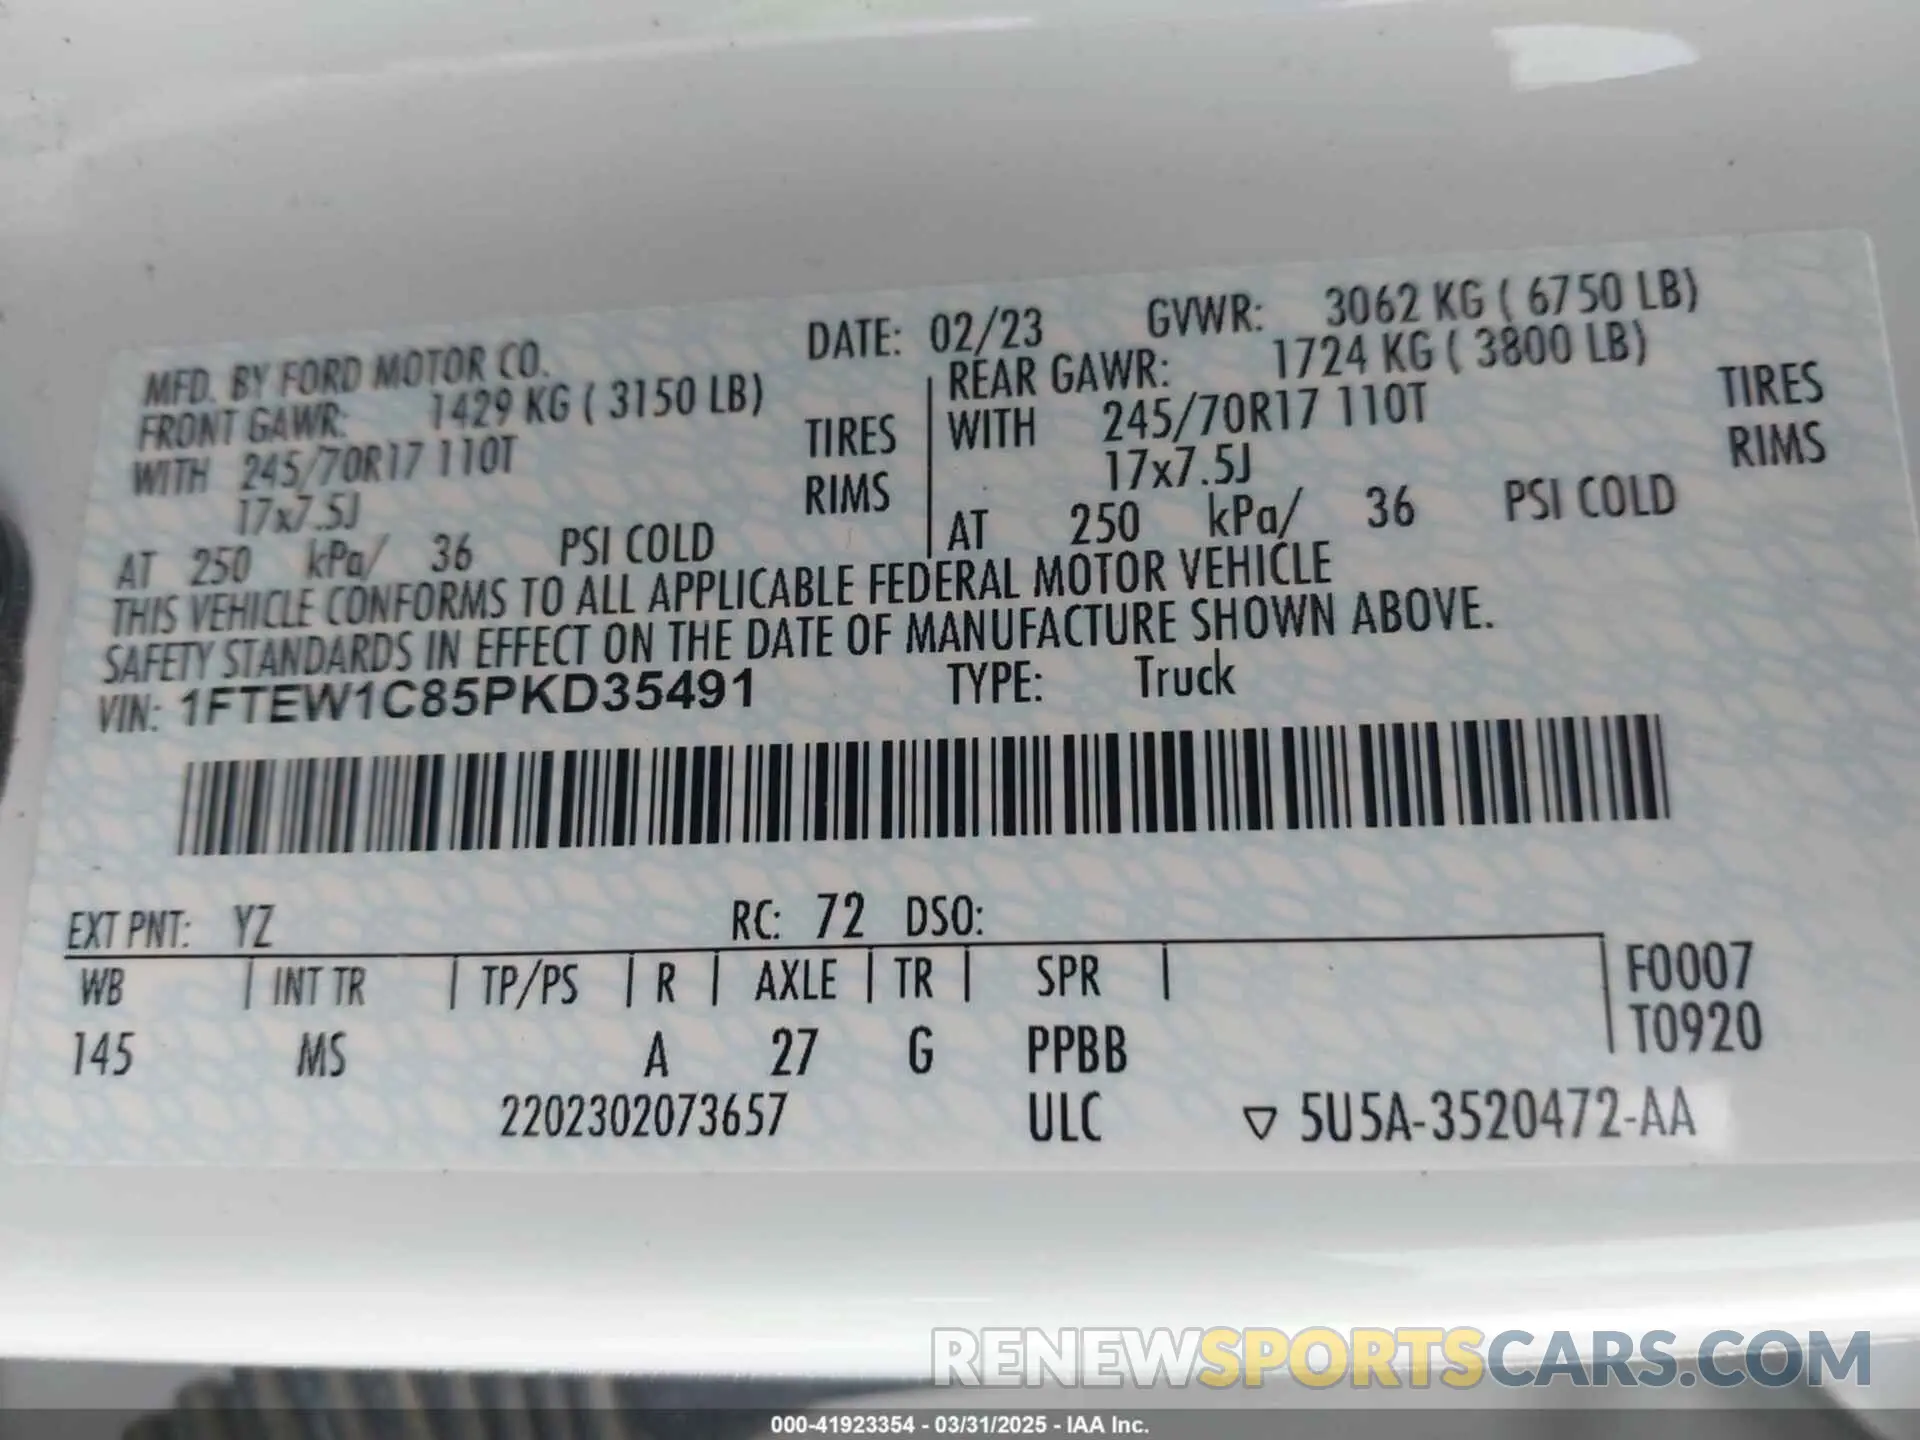 MFD. BY FORD MOTOR CO. DATE: 02/23 GVWR: 3062 KG ( 6750 LB)
FRONT GAWR: 1429 KG ( 3150 LB) REAR GAWR: 1724 KG ( 3800 LB)
WITH 245/70R17 110T TIRES WITH 245/70R17 110T TIRES
17x7.5J RIMS 17x7.5J RIMS
AT 250 kPa/ 36 PSI COLD AT 250 kPa/ 36 PSI COLD
THIS VEHICLE CONFORMS TO ALL APPLICABLE FEDERAL MOTOR VEHICLE
SAFETY STANDARDS IN EFFECT ON THE DATE OF MANUFACTURE SHOWN ABOVE.
VIN: 1FTEW1C85PKD35491 TYPE: Truck
EXT PNT: YZ RC: 72 DSO:
WB INT TR TP/PS R AXLE TR SPR F0007
T0920
145 MS A 27 G PPBB
2202302073657 ULC ▽ 5U5A-3520472-AA
RENEWSPORTSCARS.COM
000-41923354 - 03/31/2025 - IAA Inc.